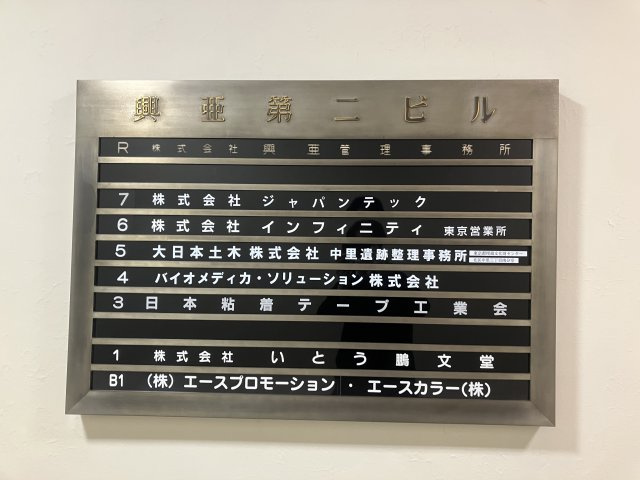 興亜第二ビル
R 株式会社 興亜管理事務所
7 株式会社 ジャパンテック
6 株式会社 インフィニティ 東京営業所
5 大日本土木株式会社 中里遺跡整理事務所
4 バイオメディカ・ソリューション株式会社
3 日本粘着テープ工業会
1 株式会社 いとう鵬文堂
B1 (株)エースプロモーション・エースカラー(株)